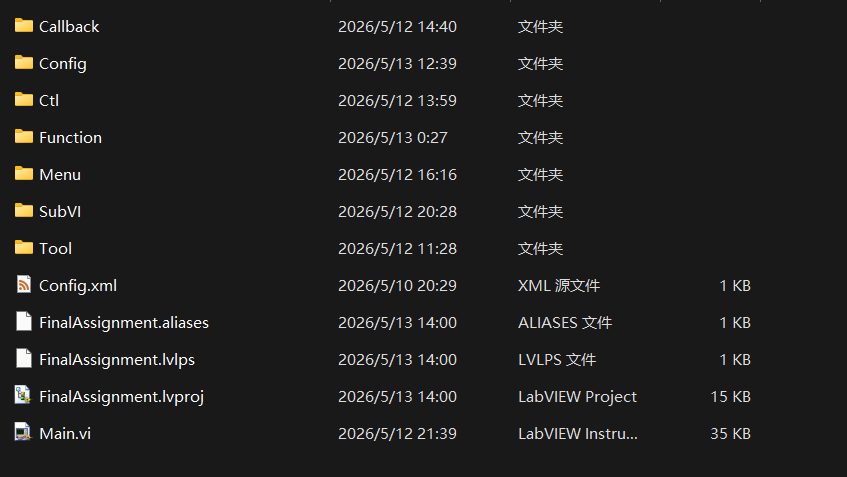 Callback 2026/5/12 14:40 文件夹
Config 2026/5/13 12:39 文件夹
Ctl 2026/5/12 13:59 文件夹
Function 2026/5/13 0:27 文件夹
Menu 2026/5/12 16:16 文件夹
SubVI 2026/5/12 20:28 文件夹
Tool 2026/5/12 11:28 文件夹
Config.xml 2026/5/10 20:29 XML 源文件 1 KB
FinalAssignment.aliases 2026/5/13 14:00 ALIASES 文件 1 KB
FinalAssignment.lvlps 2026/5/13 14:00 LVLPS 文件 1 KB
FinalAssignment.lvproj 2026/5/13 14:00 LabVIEW Project 15 KB
Main.vi 2026/5/12 21:39 LabVIEW Instru... 35 KB